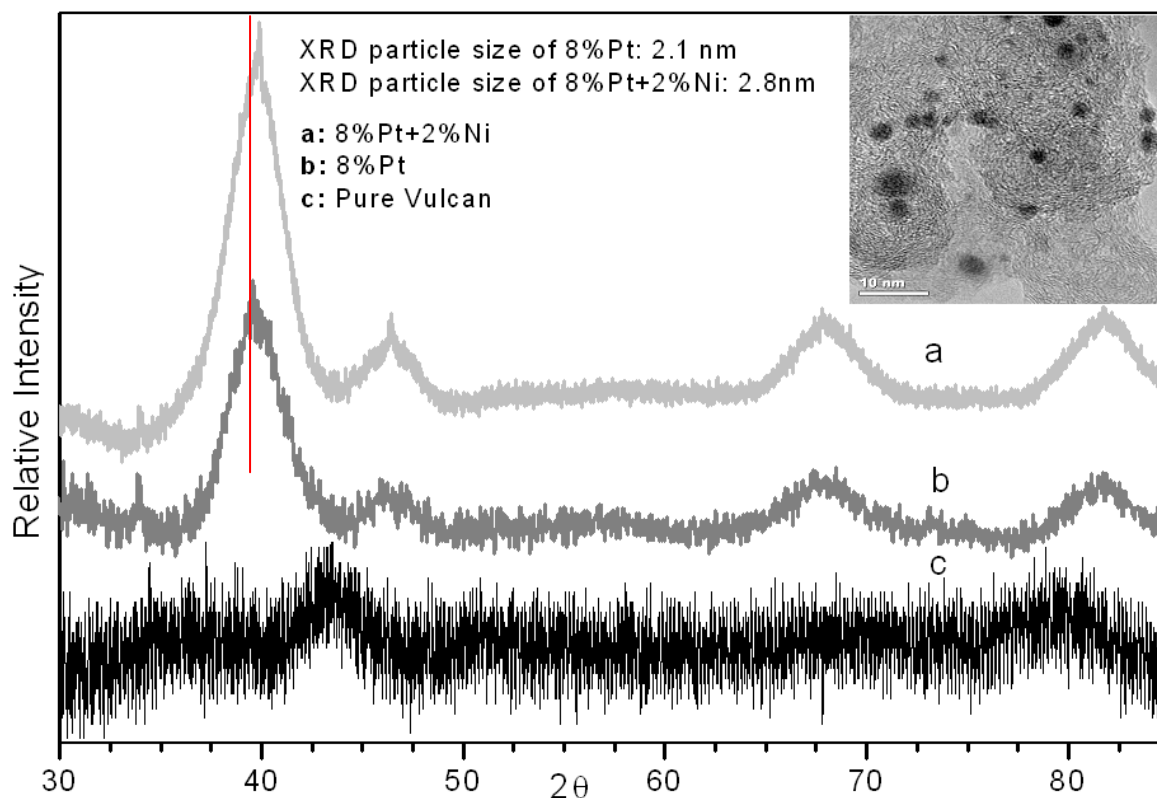 XRD particle size of 8%Pt: 2.1 nm
XRD particle size of 8%Pt+2%Ni: 2.8nm
a: 8%Pt+2%Ni
b: 8%Pt
c: Pure Vulcan
10 nm
Relative Intensity
a
b
c
30 40 50 60 70 80
2θ